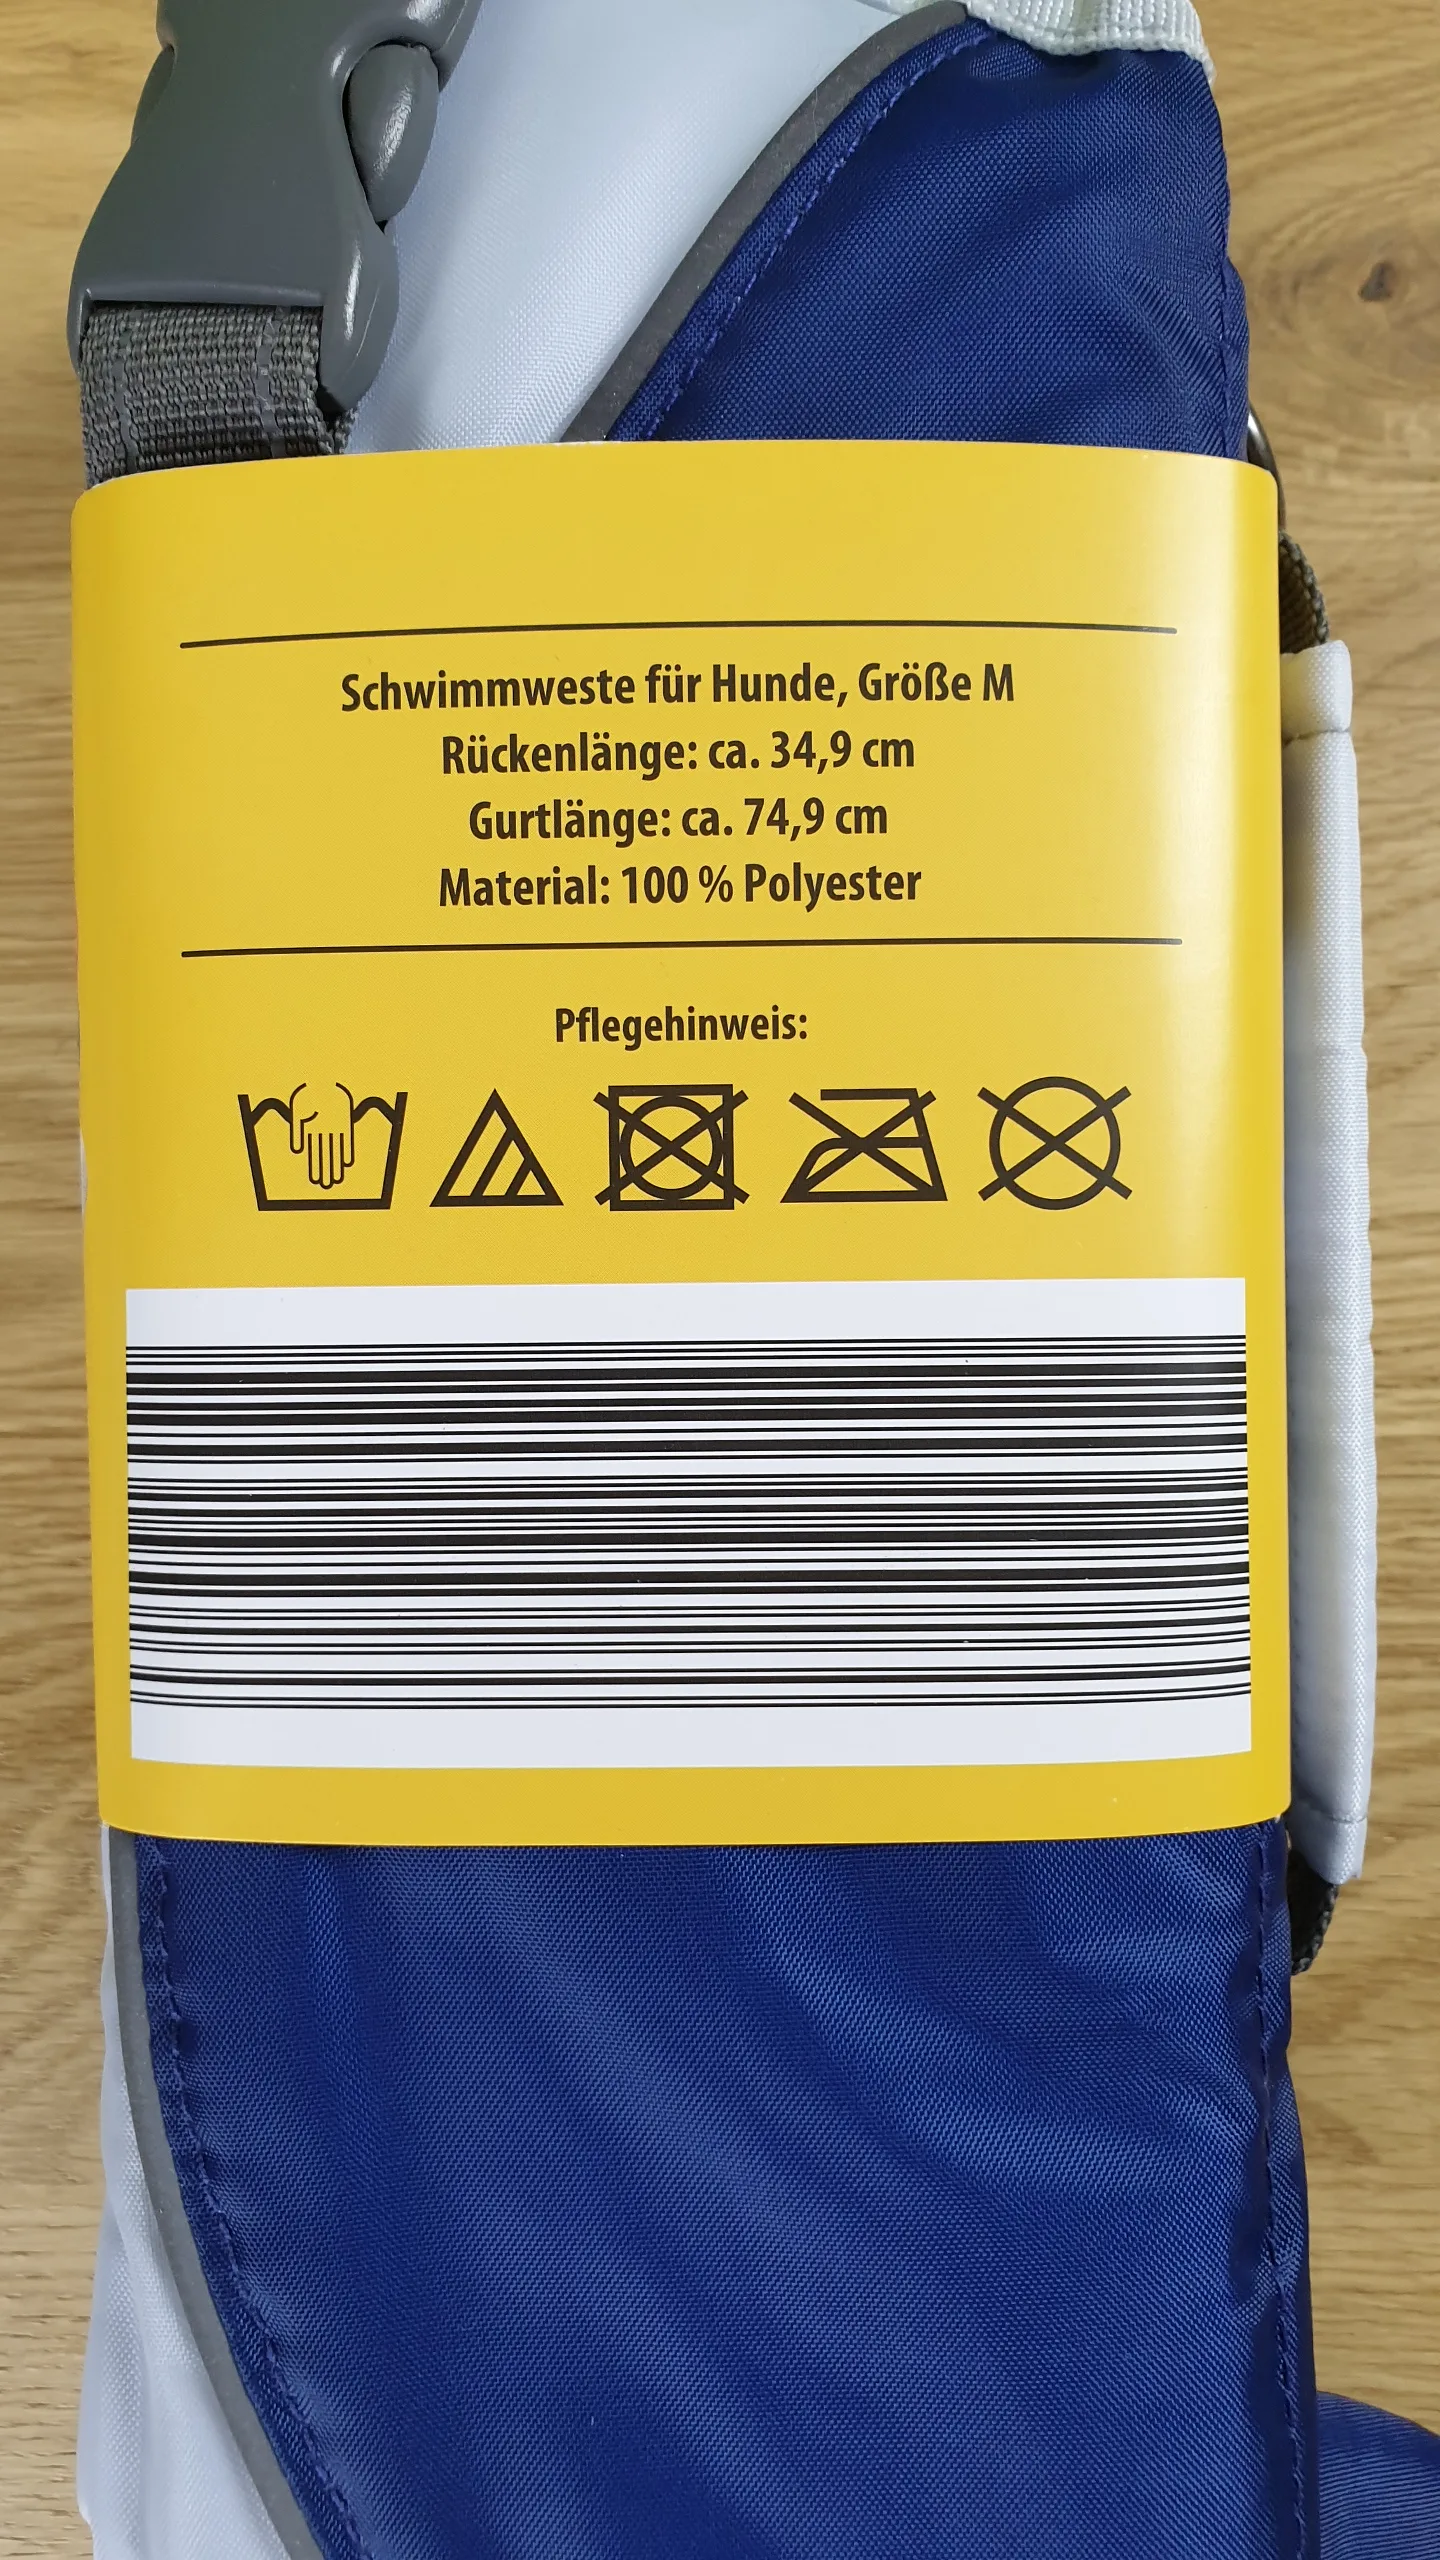 Schwimmweste für Hunde, Größe M
Rückenlänge: ca. 34,9 cm
Gurtlänge: ca. 74,9 cm
Material: 100 % Polyester
Pflegehinweis: